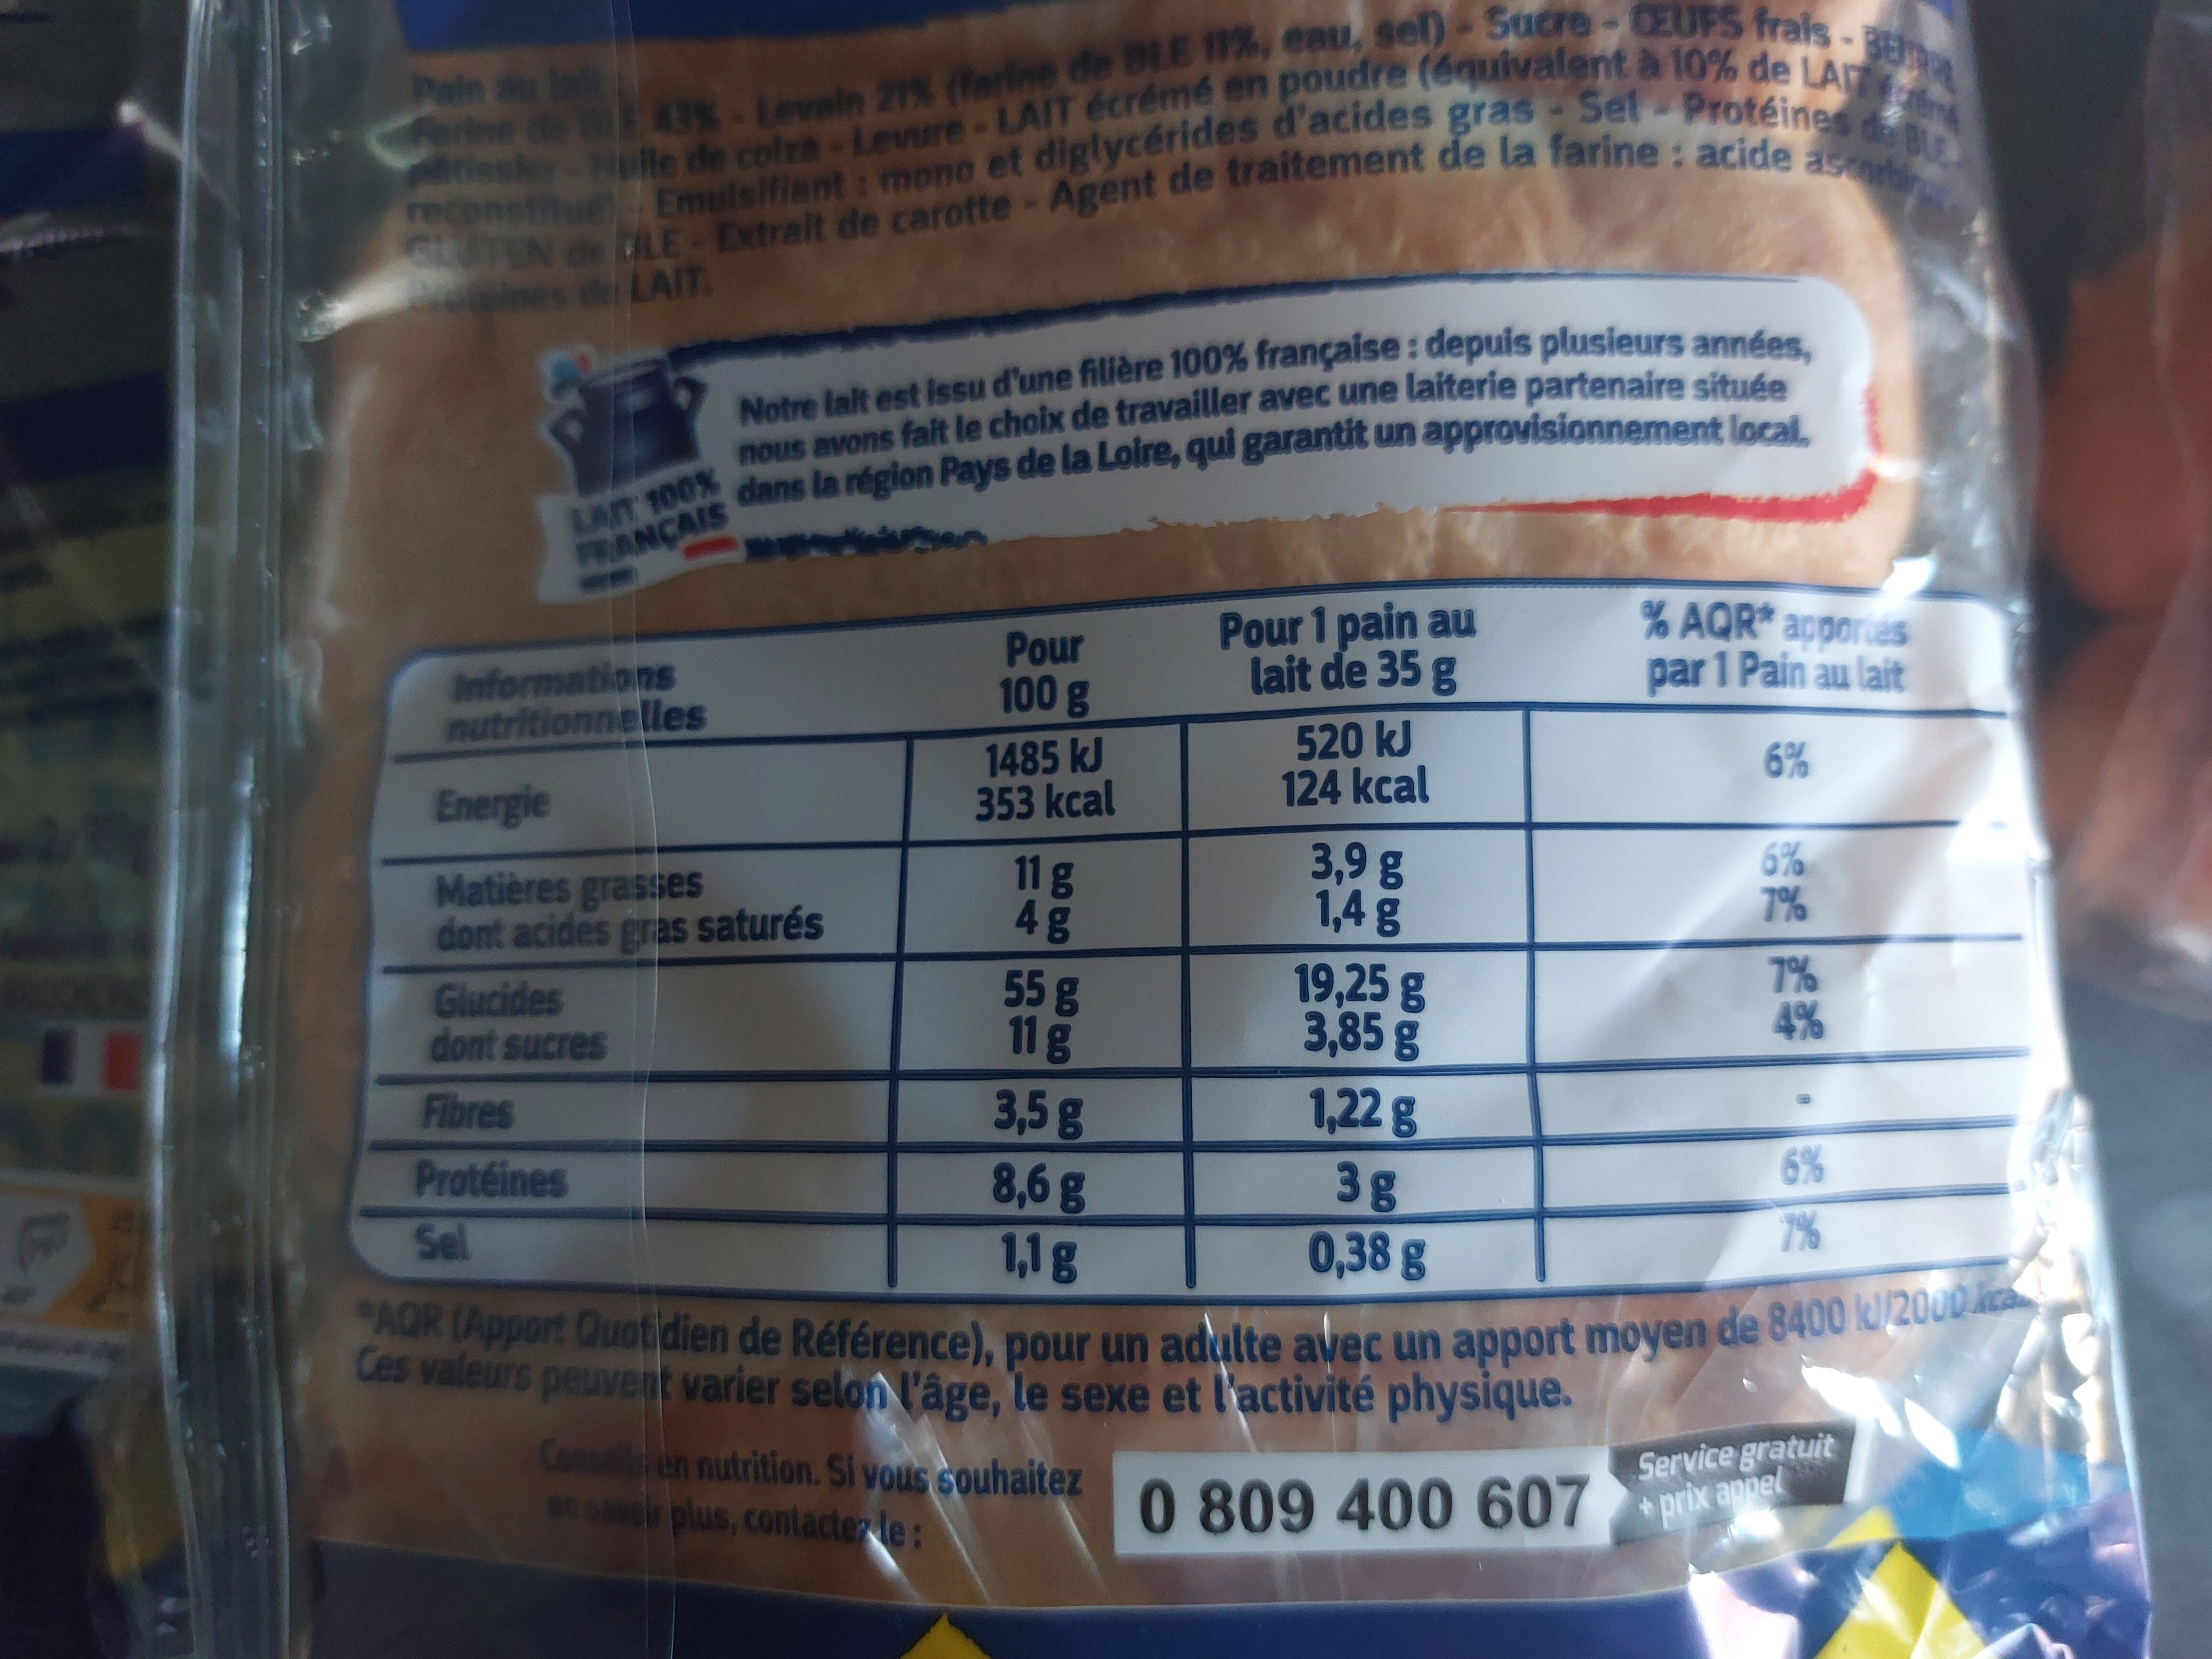 Pain au lait :
Farine de BLE 43% - Levain 21% (farine de BLE 11%, eau, sel) - Sucre - ŒUFS frais - BEURRE
pâtissier - Huile de colza - Levure - LAIT écrémé en poudre (équivalent à 10% de LAIT écrémé
reconstitué) - Emulsifiant : mono et diglycérides d'acides gras - Sel - Protéines de BLE -
GLUTEN de BLE - Extrait de carotte - Agent de traitement de la farine : acide ascorbique
Protéines de LAIT.
Notre lait est issu d'une filière 100% française : depuis plusieurs années,
nous avons fait le choix de travailler avec une laiterie partenaire située
dans la région Pays de la Loire, qui garantit un approvisionnement local.
LAIT 100%
FRANÇAIS
Informations nutritionnelles Pour 100 g Pour 1 pain au lait de 35 g % AQR* apportés par 1 Pain au lait
Energie 1485 kJ 520 kJ 6%
353 kcal 124 kcal
Matières grasses 11 g 3,9 g 6%
dont acides gras saturés 4 g 1,4 g 7%
Glucides 55 g 19,25 g 7%
dont sucres 11 g 3,85 g 4%
Fibres 3,5 g 1,22 g -
Protéines 8,6 g 3 g 6%
Sel 1,1 g 0,38 g 7%
*AQR (Apport Quotidien de Référence), pour un adulte avec un apport moyen de 8400 kJ/2000 kcal
Ces valeurs peuvent varier selon l'âge, le sexe et l'activité physique.
Conseils en nutrition. Si vous souhaitez
en savoir plus, contactez le :
0 809 400 607
Service gratuit
+ prix appel